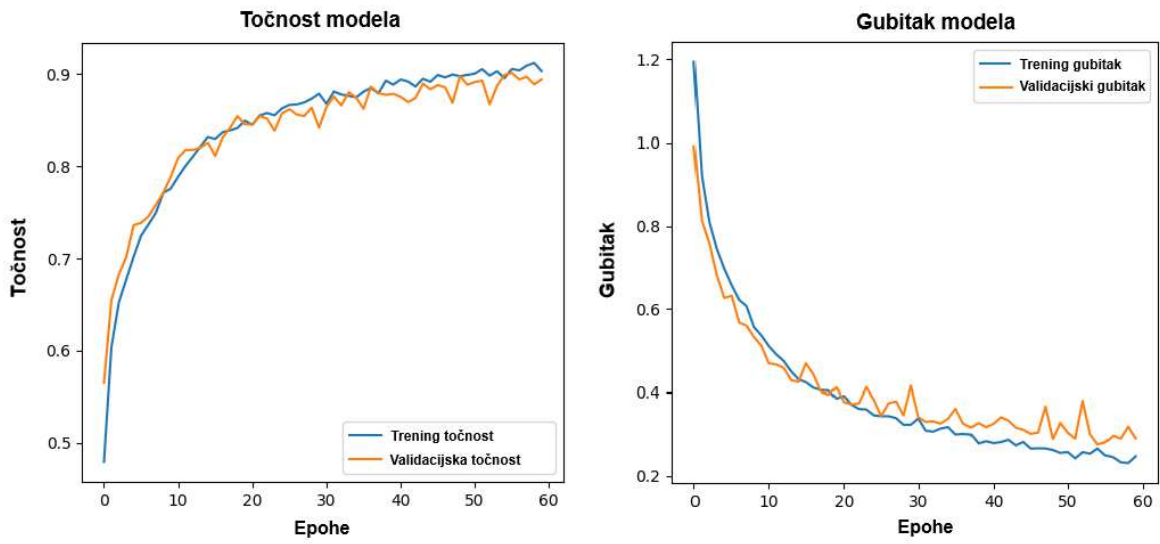 Točnost modela
0.9
0.8
0.7
0.6
0.5
Točnost
Trening točnost
Validacijska točnost
0 10 20 30 40 50 60
Epohe
Gubitak modela
1.2
1.0
0.8
0.6
0.4
0.2
Gubitak
Trening gubitak
Validacijski gubitak
0 10 20 30 40 50 60
Epohe